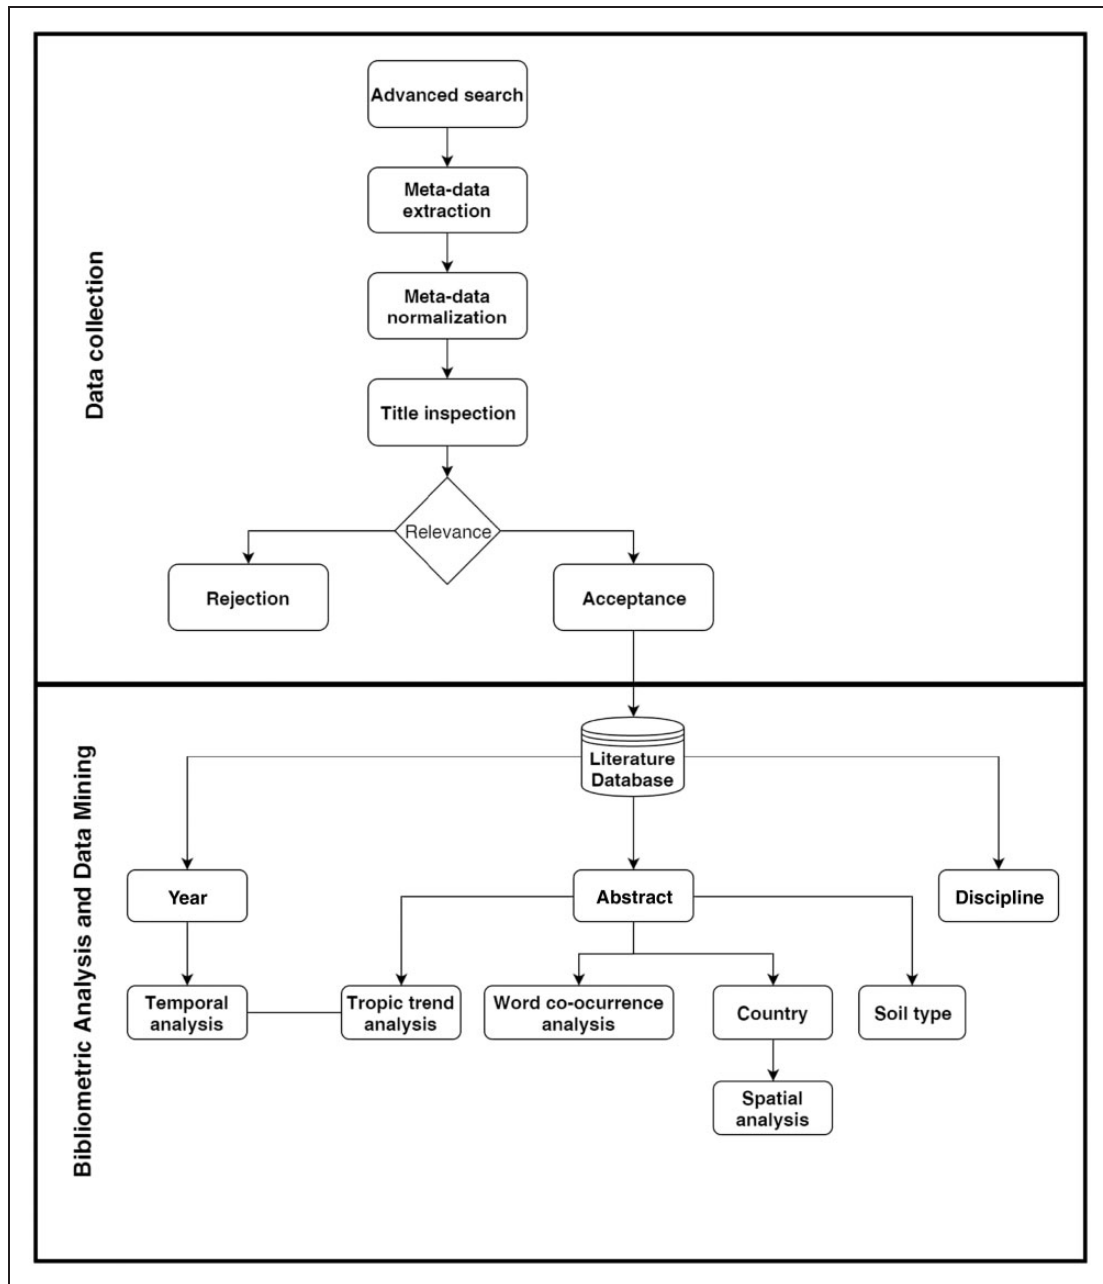 Data collection
Advanced search
Meta-data
extraction
Meta-data
normalization
Title inspection
Relevance
Rejection
Acceptance
Bibliometric Analysis and Data Mining
Literature
Database
Year
Abstract
Discipline
Temporal
analysis
Tropic trend
analysis
Word co-ocurrence
analysis
Country
Soil type
Spatial
analysis